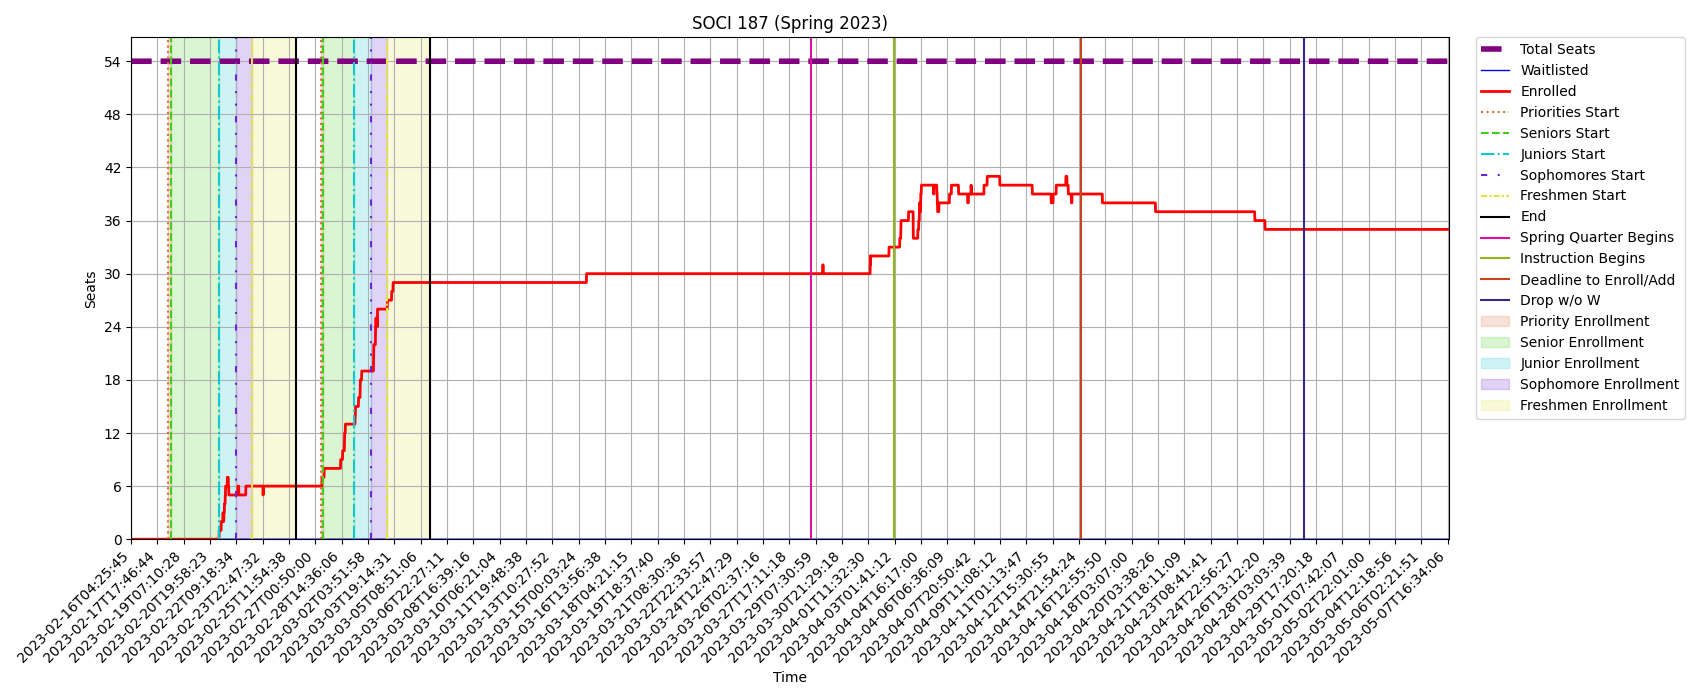 SOCI 187 (Spring 2023)
Seats
54
48
42
36
30
24
18
12
6
0
2023-02-16T04:25:45
2023-02-17T17:46:44
2023-02-19T07:10:28
2023-02-20T19:58:23
2023-02-22T09:18:34
2023-02-23T22:47:32
2023-02-25T11:54:38
2023-02-27T00:50:00
2023-02-28T14:36:06
2023-03-02T03:51:58
2023-03-03T19:14:31
2023-03-05T08:51:06
2023-03-06T22:27:11
2023-03-08T16:39:16
2023-03-10T06:21:04
2023-03-11T19:48:38
2023-03-13T10:27:52
2023-03-15T00:03:24
2023-03-16T13:56:38
2023-03-18T04:21:15
2023-03-19T18:37:40
2023-03-21T08:30:36
2023-03-22T22:33:57
2023-03-24T12:47:29
2023-03-26T02:37:16
2023-03-27T17:11:18
2023-03-29T07:30:59
2023-03-30T21:29:18
2023-04-01T11:32:30
2023-04-03T01:41:12
2023-04-04T16:17:00
2023-04-06T06:36:09
2023-04-07T20:50:42
2023-04-09T11:08:12
2023-04-11T01:13:47
2023-04-12T15:30:55
2023-04-14T21:54:24
2023-04-16T12:55:50
2023-04-18T03:07:00
2023-04-20T03:38:26
2023-04-21T18:11:09
2023-04-23T08:41:41
2023-04-24T22:56:27
2023-04-26T13:12:20
2023-04-28T03:03:39
2023-04-29T17:20:18
2023-05-01T07:42:07
2023-05-02T22:01:00
2023-05-04T12:18:56
2023-05-06T02:21:51
2023-05-07T16:34:06
Time
Total Seats
Waitlisted
Enrolled
Priorities Start
Seniors Start
Juniors Start
Sophomores Start
Freshmen Start
End
Spring Quarter Begins
Instruction Begins
Deadline to Enroll/Add
Drop w/o W
Priority Enrollment
Senior Enrollment
Junior Enrollment
Sophomore Enrollment
Freshmen Enrollment